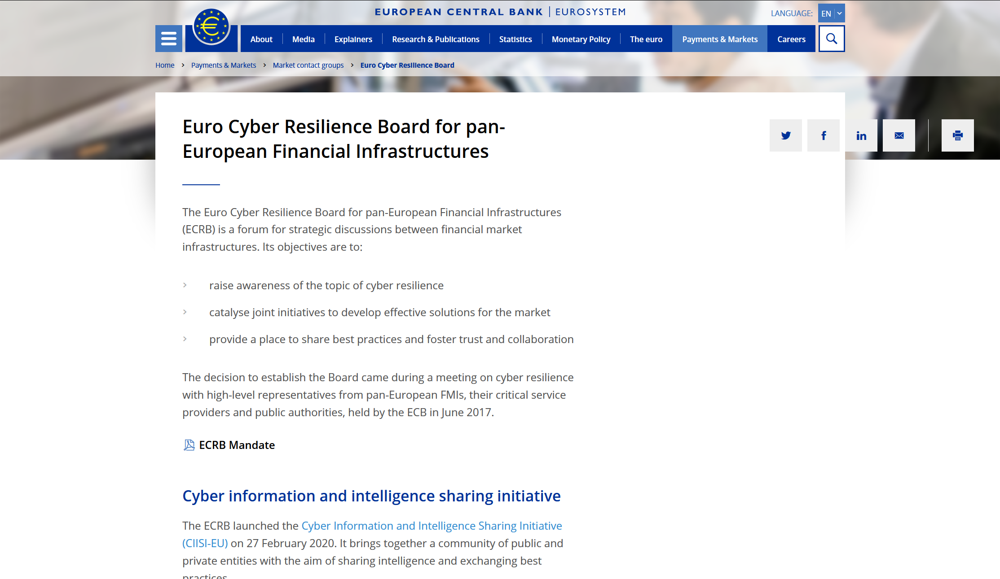 EUROPEAN CENTRAL BANK | EUROSYSTEM
LANGUAGE: EN
About
Media
Explainers
Research & Publications
Statistics
Monetary Policy
The euro
Payments & Markets
Careers
Home > Payments & Markets > Market contact groups > Euro Cyber Resilience Board
Euro Cyber Resilience Board for pan-
European Financial Infrastructures
The Euro Cyber Resilience Board for pan-European Financial Infrastructures
(ECRB) is a forum for strategic discussions between financial market
infrastructures. Its objectives are to:
raise awareness of the topic of cyber resilience
catalyse joint initiatives to develop effective solutions for the market
provide a place to share best practices and foster trust and collaboration
The decision to establish the Board came during a meeting on cyber resilience
with high-level representatives from pan-European FMIs, their critical service
providers and public authorities, held by the ECB in June 2017.
ECRB Mandate
Cyber information and intelligence sharing initiative
The ECRB launched the Cyber Information and Intelligence Sharing Initiative
(CIISI-EU) on 27 February 2020. It brings together a community of public and
private entities with the aim of sharing intelligence and exchanging best
practices.